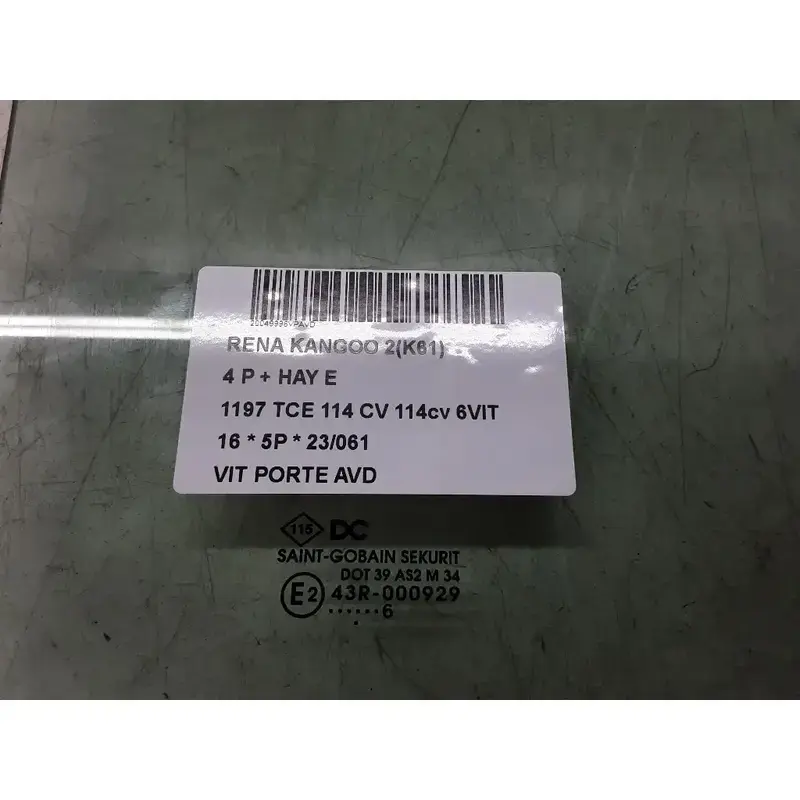 RENA KANGOO 2(K61)
4 P + HAY E
1197 TCE 114 CV 114cv 6VIT
16 * 5P * 23/061
VIT PORTE AVD
115 DC
SAINT-GOBAIN SEKURIT
DOT 39 AS2 M 34
E2 43R-000929
......6
.